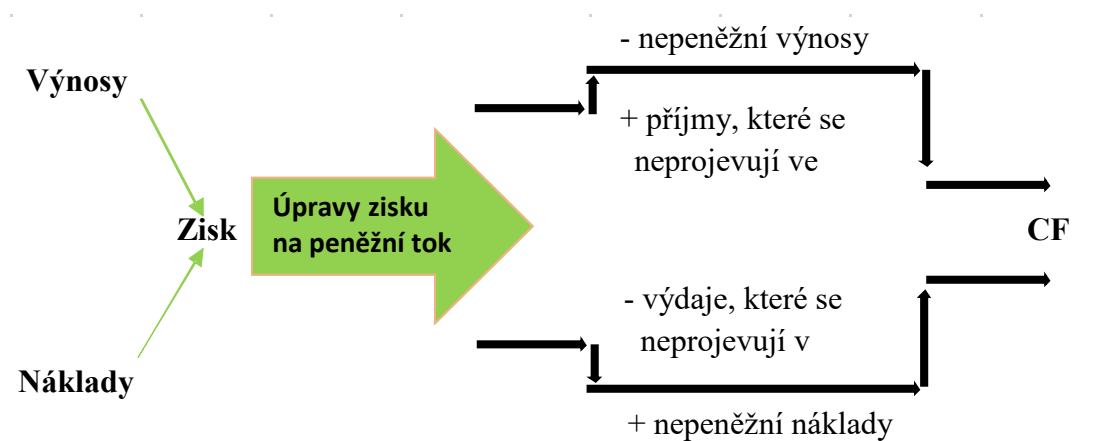 - nepeněžní výnosy
Výnosy
+ příjmy, které se
neprojevují ve
Úpravy zisku
na peněžní tok
Zisk
CF
- výdaje, které se
neprojevují v
Náklady
+ nepeněžní náklady